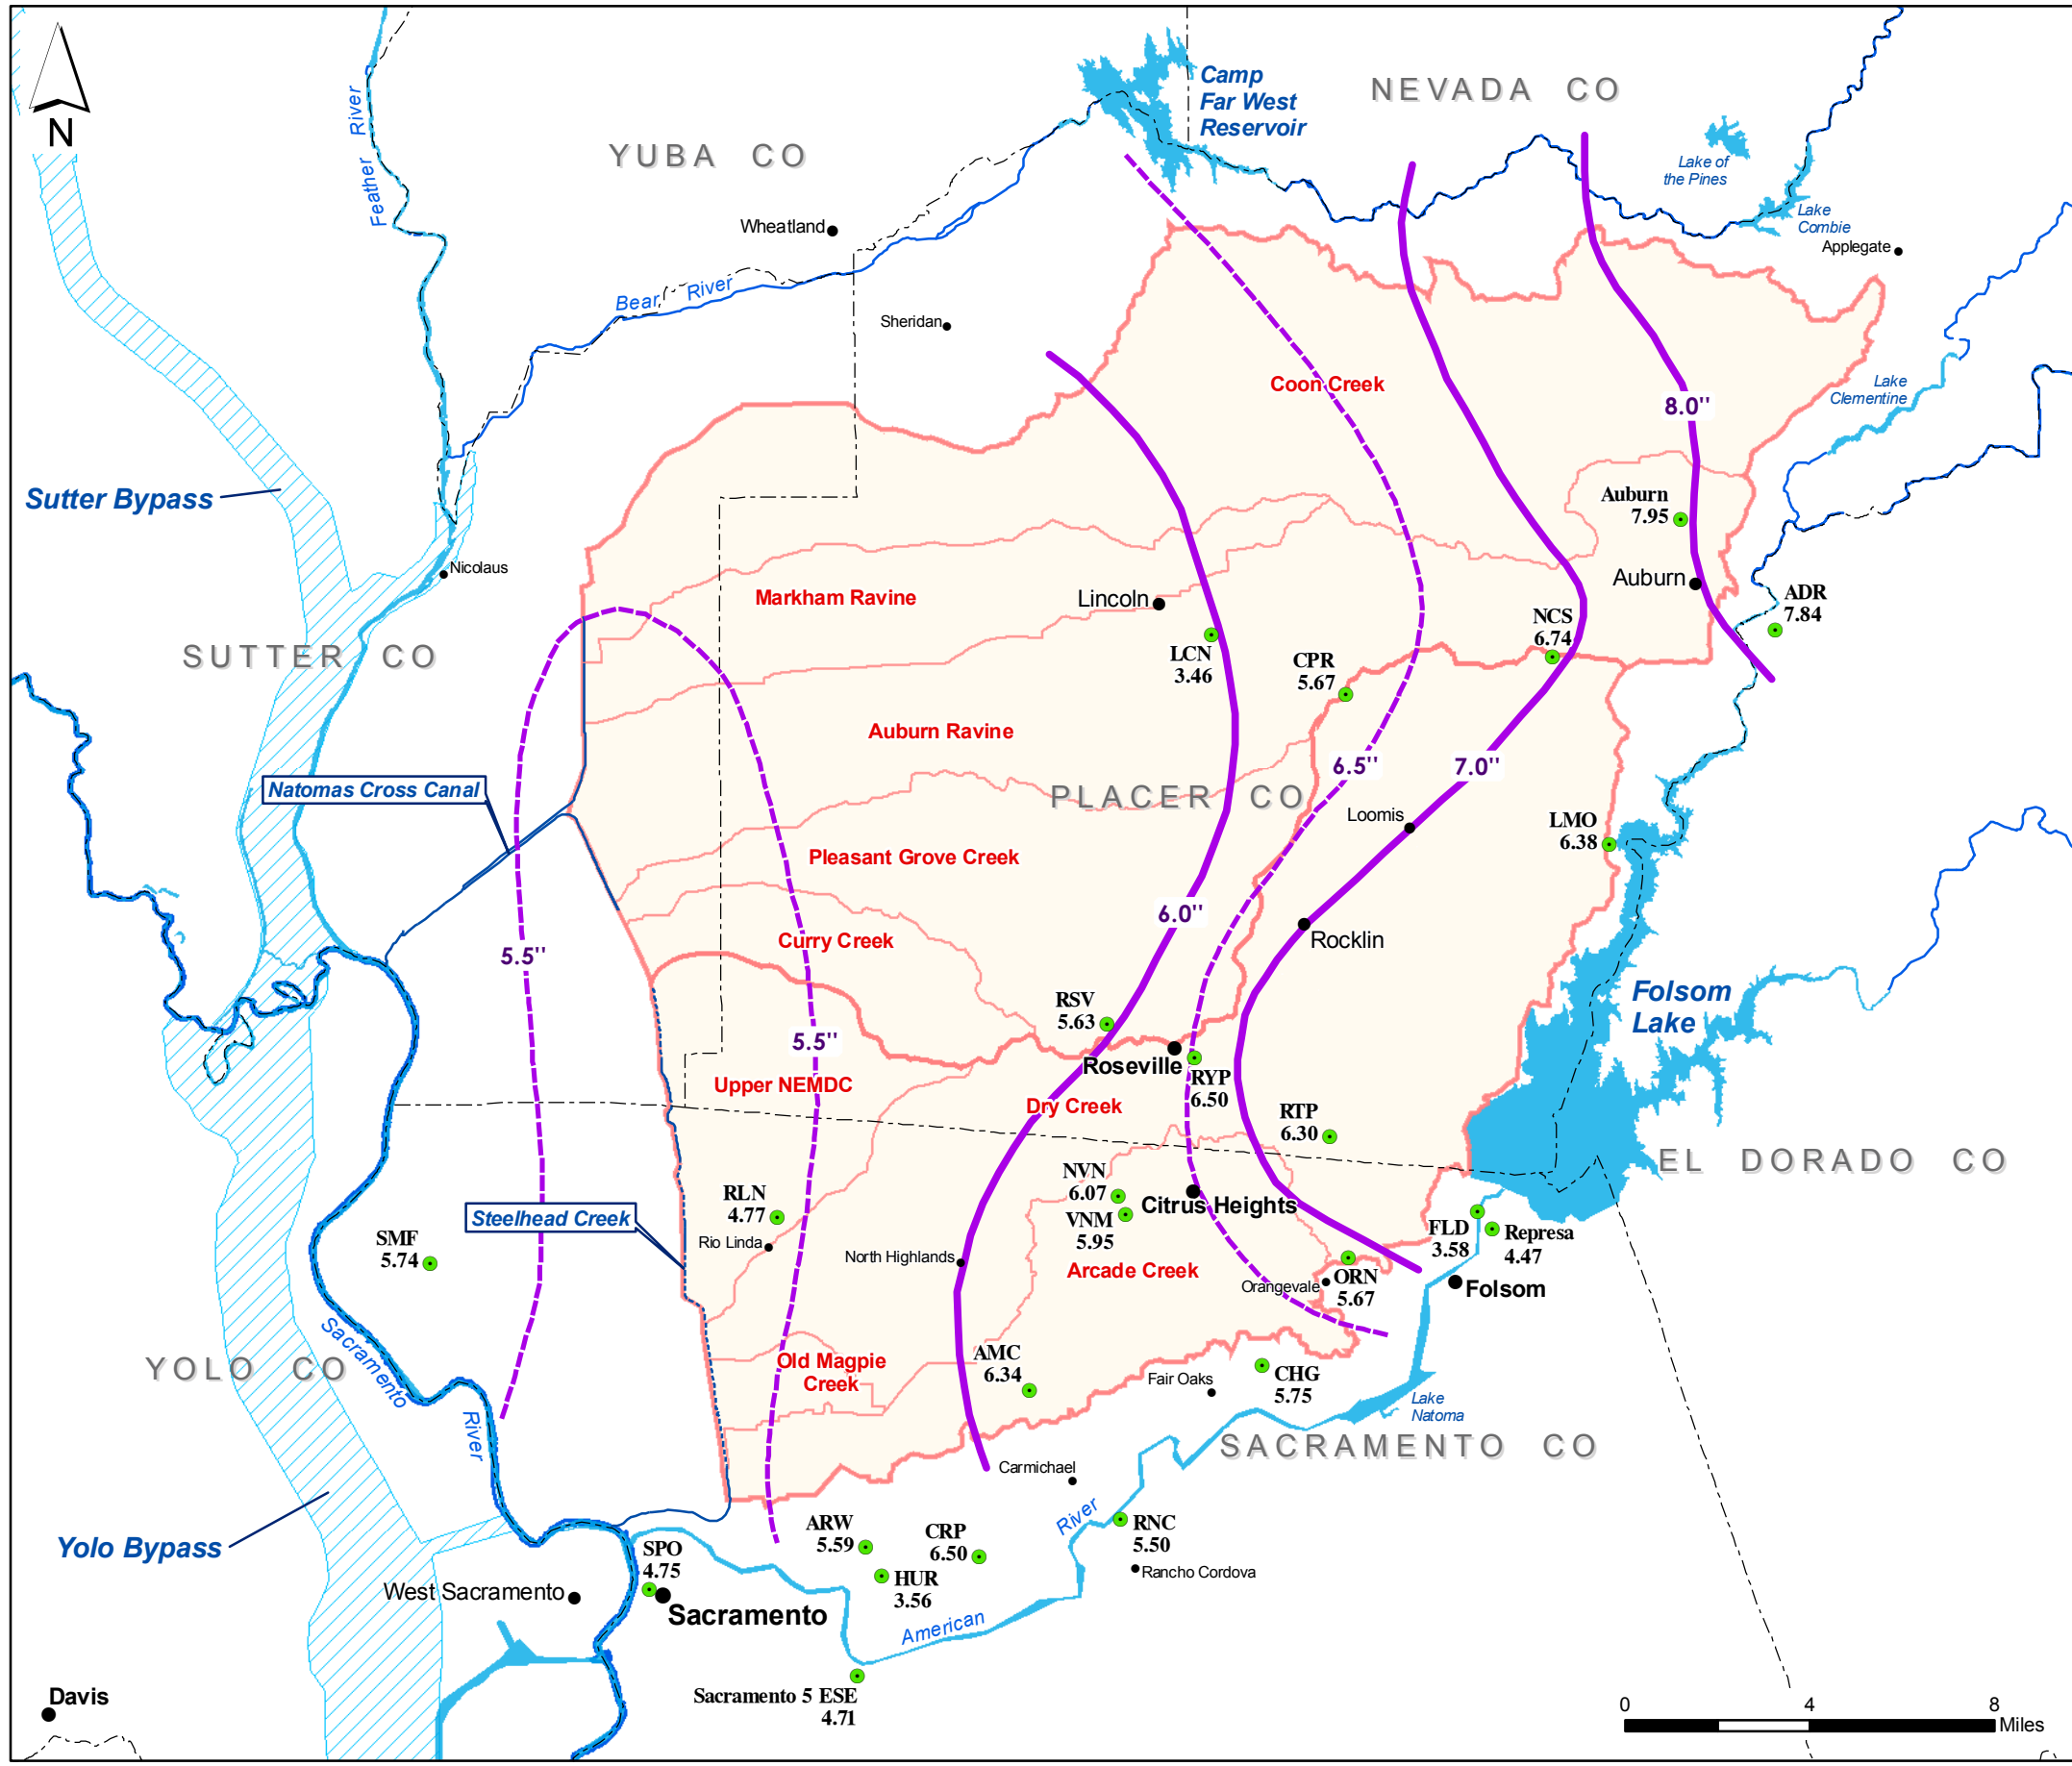 NEVADA CO
Camp
Far West
Reservoir
N
River
Feather
YUBA CO
Lake of
the Pines
Lake
Combie
Applegate
Wheatland
Bear River
Sheridan
Coon Creek
Lake
Clementine
8.0"
Sutter Bypass
Auburn
7.95
Nicolaus
Auburn
ADR
7.84
Markham Ravine
Lincoln
NCS
6.74
SUTTER CO
LCN
3.46
CPR
5.67
Auburn Ravine
6.5"
7.0"
Natomas Cross Canal
PLACER CO
Loomis
LMO
6.38
Pleasant Grove Creek
6.0"
Curry Creek
Rocklin
5.5"
Folsom
Lake
RSV
5.63
5.5"
Roseville
Upper NEMDC
RYP
6.50
Dry Creek
RTP
6.30
EL DORADO CO
NVN
6.07
RLN
4.77
Citrus Heights
Steelhead Creek
VNM
5.95
FLD
3.58
Represa
4.47
SMF
5.74
Rio Linda
North Highlands
Arcade Creek
Orangevale
ORN
5.67
Folsom
Sacramento
River
YOLO CO
Old Magpie
Creek
AMC
6.34
Fair Oaks
CHG
5.75
Lake
Natoma
SACRAMENTO CO
Carmichael
River
ARW
5.59
CRP
6.50
RNC
5.50
Yolo Bypass
SPO
4.75
Rancho Cordova
HUR
3.56
West Sacramento
Sacramento
American
Sacramento 5 ESE
4.71
Davis
0 4 8
Miles